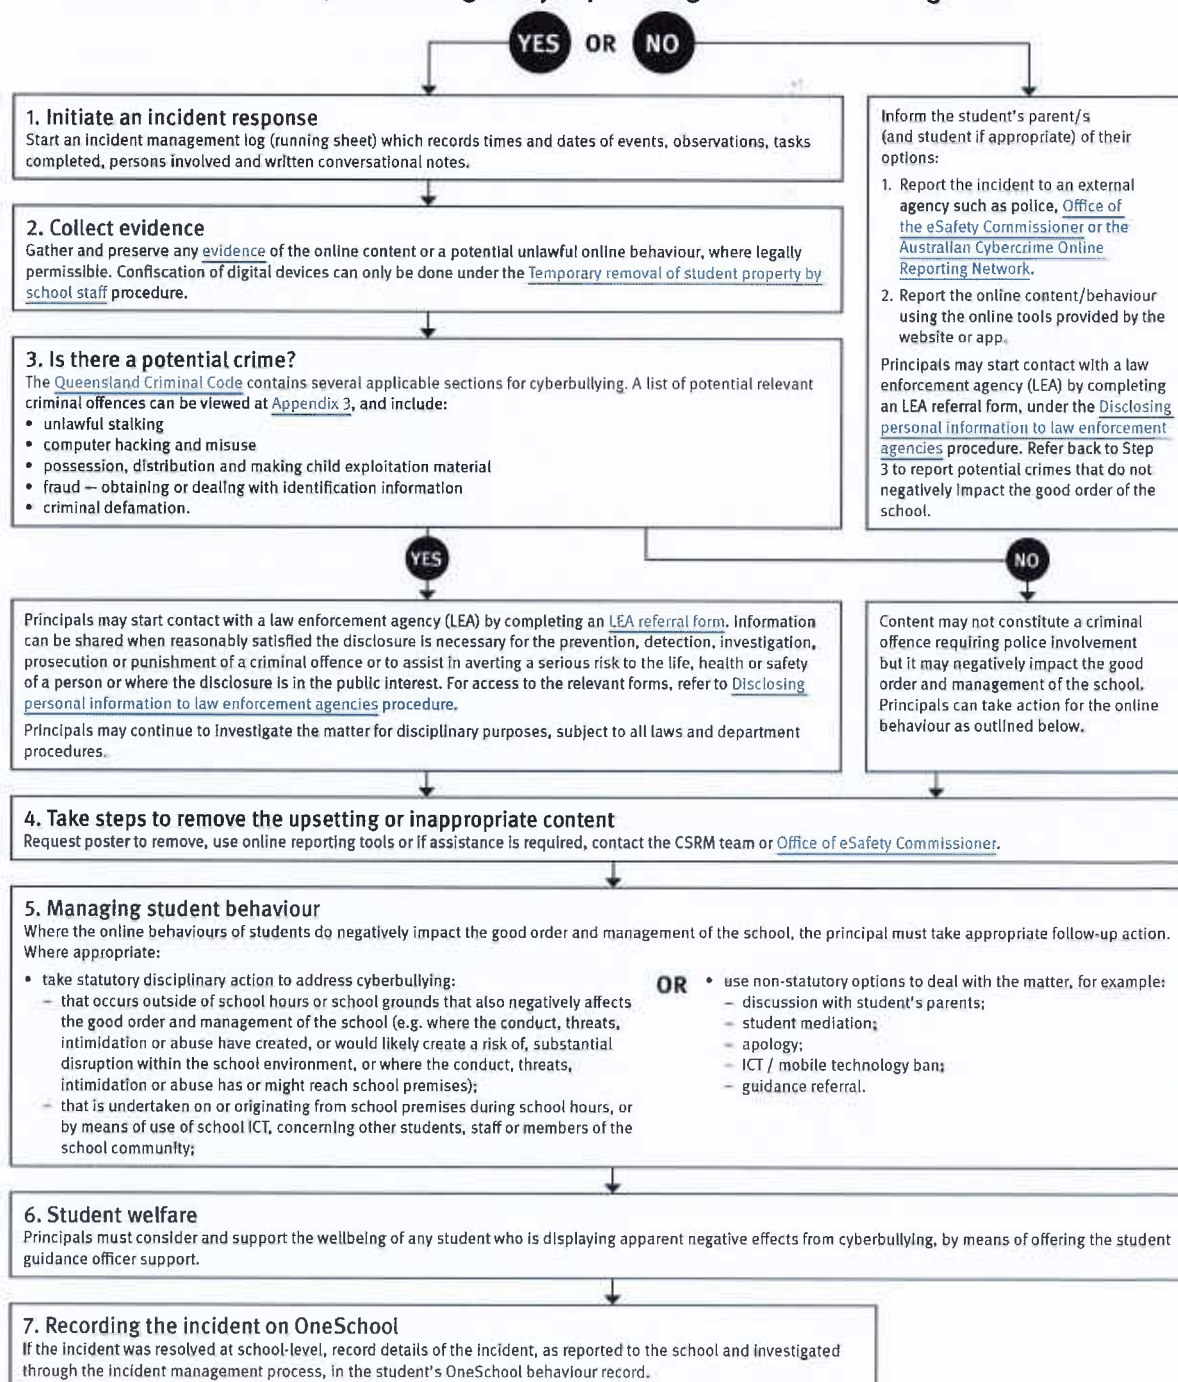 YES OR NO
1. Initiate an incident response
Start an incident management log (running sheet) which records times and dates of events, observations, tasks
completed, persons involved and written conversational notes.
2. Collect evidence
Gather and preserve any evidence of the online content or a potential unlawful online behaviour, where legally
permissible. Confiscation of digital devices can only be done under the Temporary removal of student property by
school staff procedure.
3. Is there a potential crime?
The Queensland Criminal Code contains several applicable sections for cyberbullying. A list of potential relevant
criminal offences can be viewed at Appendix 3, and include:
• unlawful stalking
• computer hacking and misuse
• possession, distribution and making child exploitation material
• fraud – obtaining or dealing with identification information
• criminal defamation.
Inform the student's parent/s
(and student if appropriate) of their
options:
1. Report the incident to an external
agency such as police, Office of
the eSafety Commissioner or the
Australian Cybercrime Online
Reporting Network.
2. Report the online content/behaviour
using the online tools provided by the
website or app.
Principals may start contact with a law
enforcement agency (LEA) by completing
an LEA referral form, under the Disclosing
personal information to law enforcement
agencies procedure. Refer back to Step
3 to report potential crimes that do not
negatively impact the good order of the
school.
YES
NO
Principals may start contact with a law enforcement agency (LEA) by completing an LEA referral form. Information
can be shared when reasonably satisfied the disclosure is necessary for the prevention, detection, investigation,
prosecution or punishment of a criminal offence or to assist in averting a serious risk to the life, health or safety
of a person or where the disclosure is in the public interest. For access to the relevant forms, refer to Disclosing
personal information to law enforcement agencies procedure.
Principals may continue to investigate the matter for disciplinary purposes, subject to all laws and department
procedures.
Content may not constitute a criminal
offence requiring police involvement
but it may negatively impact the good
order and management of the school.
Principals can take action for the online
behaviour as outlined below.
4. Take steps to remove the upsetting or inappropriate content
Request poster to remove, use online reporting tools or if assistance is required, contact the CSRM team or Office of eSafety Commissioner.
5. Managing student behaviour
Where the online behaviours of students do negatively impact the good order and management of the school, the principal must take appropriate follow-up action.
Where appropriate:
• take statutory disciplinary action to address cyberbullying:
– that occurs outside of school hours or school grounds that also negatively affects
the good order and management of the school (e.g. where the conduct, threats,
intimidation or abuse have created, or would likely create a risk of, substantial
disruption within the school environment, or where the conduct, threats,
intimidation or abuse has or might reach school premises);
– that is undertaken on or originating from school premises during school hours, or
by means of use of school ICT, concerning other students, staff or members of the
school community;
OR
• use non-statutory options to deal with the matter, for example:
– discussion with student's parents;
– student mediation;
– apology;
– ICT / mobile technology ban;
– guidance referral.
6. Student welfare
Principals must consider and support the wellbeing of any student who is displaying apparent negative effects from cyberbullying, by means of offering the student
guidance officer support.
7. Recording the incident on OneSchool
If the incident was resolved at school-level, record details of the incident, as reported to the school and investigated
through the incident management process, in the student's OneSchool behaviour record.